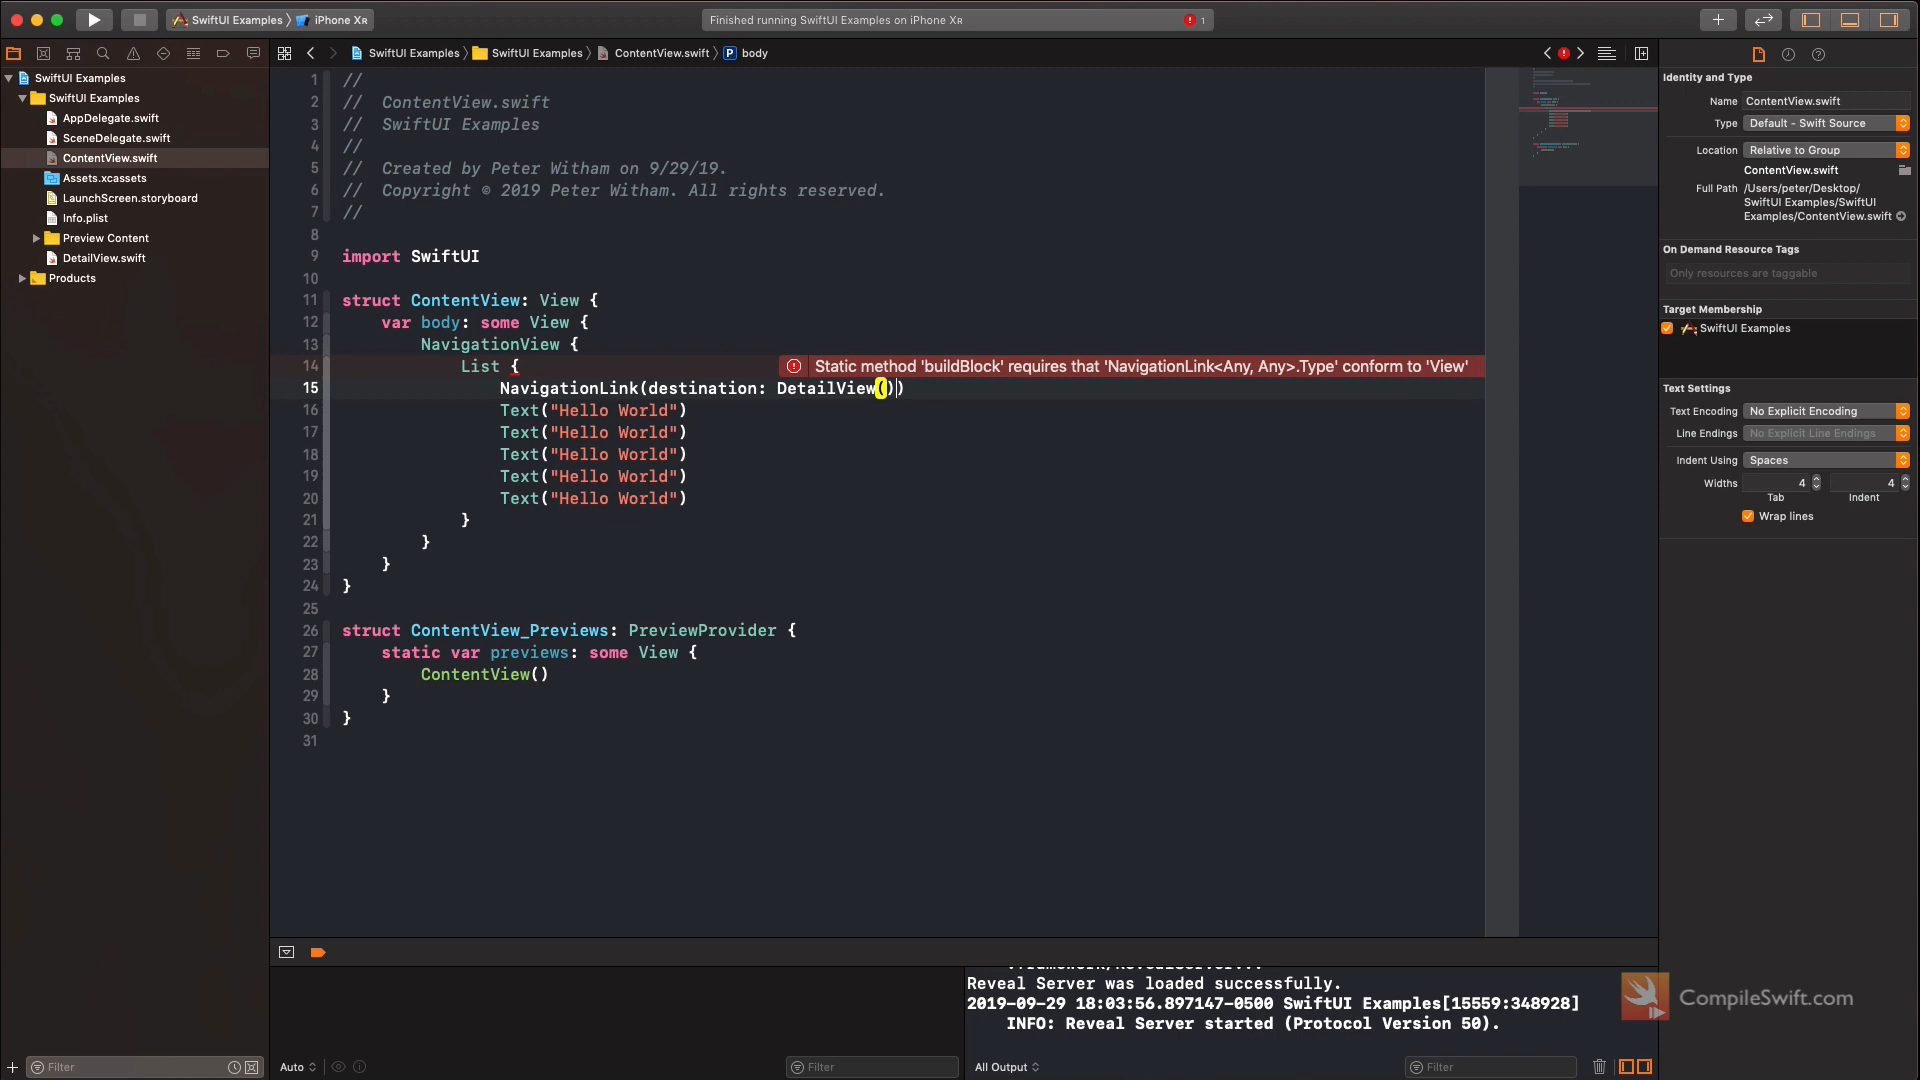 SwiftUI Examples
iPhone XR
Finished running SwiftUI Examples on iPhone XR
1
SwiftUI Examples
SwiftUI Examples
ContentView.swift
P body
SwiftUI Examples
SwiftUI Examples
AppDelegate.swift
SceneDelegate.swift
ContentView.swift
Assets.xcassets
LaunchScreen.storyboard
Info.plist
Preview Content
DetailView.swift
Products
1 //
2 // ContentView.swift
3 // SwiftUI Examples
4 //
5 // Created by Peter Witham on 9/29/19.
6 // Copyright © 2019 Peter Witham. All rights reserved.
7 //
8
9 import SwiftUI
10
11 struct ContentView: View {
12 var body: some View {
13 NavigationView {
14 List {
Static method 'buildBlock' requires that 'NavigationLink<Any, Any>.Type' conform to 'View'
15 NavigationLink(destination: DetailView())
16 Text("Hello World")
17 Text("Hello World")
18 Text("Hello World")
19 Text("Hello World")
20 Text("Hello World")
21 }
22 }
23 }
24 }
25
26 struct ContentView_Previews: PreviewProvider {
27 static var previews: some View {
28 ContentView()
29 }
30 }
31
Identity and Type
Name ContentView.swift
Type Default - Swift Source
Location Relative to Group
ContentView.swift
Full Path /Users/peter/Desktop/
SwiftUI Examples/SwiftUI
Examples/ContentView.swift
On Demand Resource Tags
Only resources are taggable
Target Membership
SwiftUI Examples
Text Settings
Text Encoding No Explicit Encoding
Line Endings No Explicit Line Endings
Indent Using Spaces
Widths 4 4
Tab Indent
Wrap lines
Reveal Server was loaded successfully.
2019-09-29 18:03:56.897147-0500 SwiftUI Examples[15559:348928]
INFO: Reveal Server started (Protocol Version 50).
CompileSwift.com
Filter
Auto
Filter
All Output
Filter